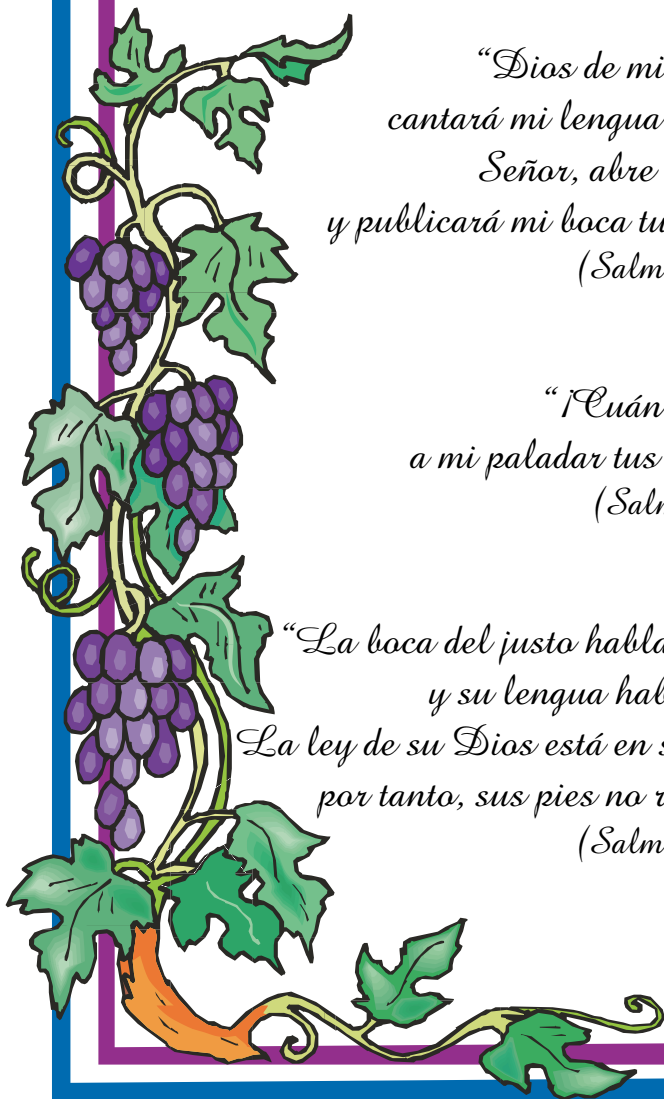 “Dios de mi
cantará mi lengua
Señor, abre
y publicará mi boca tu
(Salm
“¡Cuán
a mi paladar tus
(Salm
“La boca del justo habla
y su lengua hab
La ley de su Dios está en s
por tanto, sus pies no r
(Salm